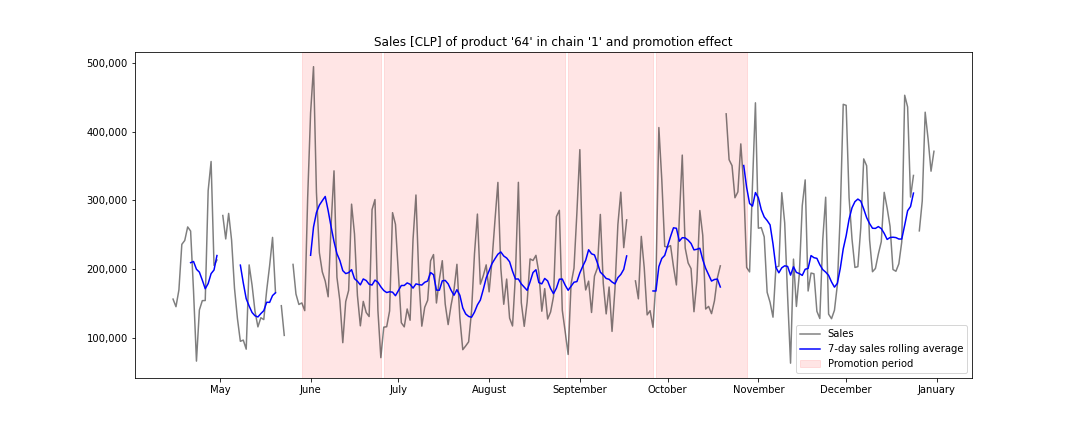 Sales [CLP] of product '64' in chain '1' and promotion effect
500,000
400,000
300,000
200,000
100,000
May June July August September October November December January
Sales
7-day sales rolling average
Promotion period